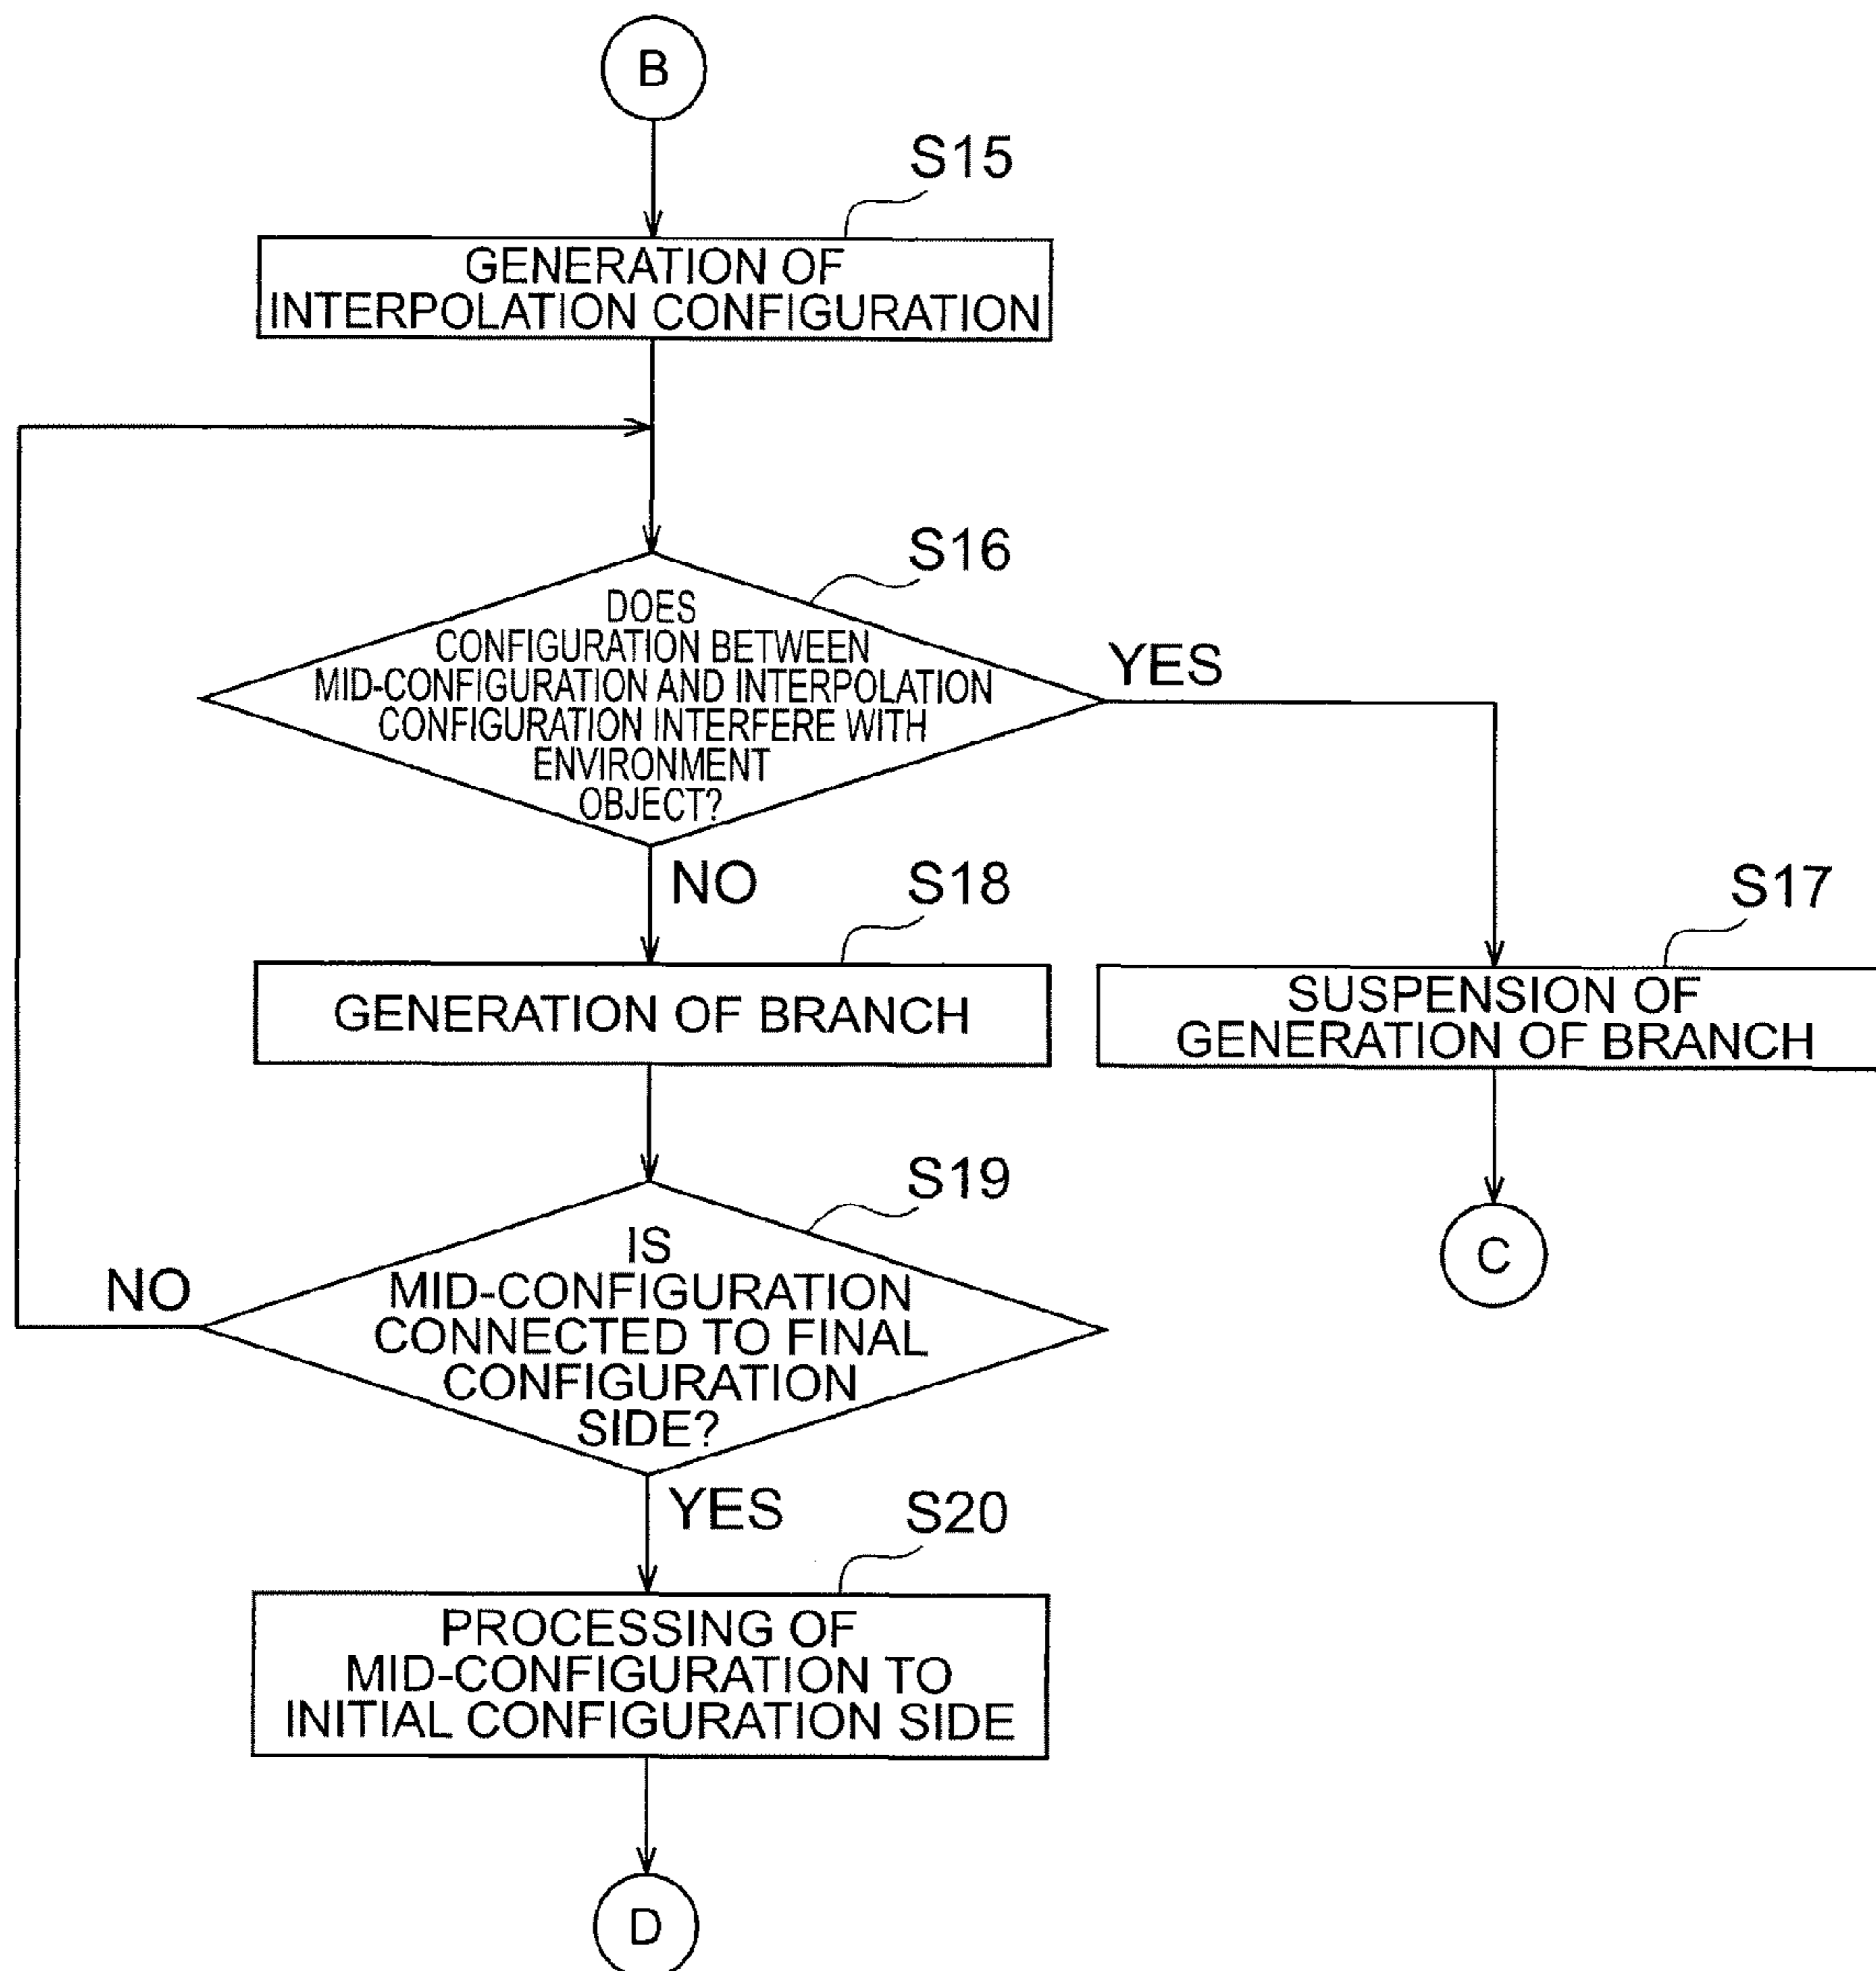 B
S15
GENERATION OF
INTERPOLATION CONFIGURATION
S16
DOES
CONFIGURATION BETWEEN
MID-CONFIGURATION AND INTERPOLATION
CONFIGURATION INTERFERE WITH
ENVIRONMENT
OBJECT?
YES
NO
S18
S17
GENERATION OF BRANCH
SUSPENSION OF
GENERATION OF BRANCH
S19
IS
MID-CONFIGURATION
CONNECTED TO FINAL
CONFIGURATION
SIDE?
NO
C
YES
S20
PROCESSING OF
MID-CONFIGURATION TO
INITIAL CONFIGURATION SIDE
D